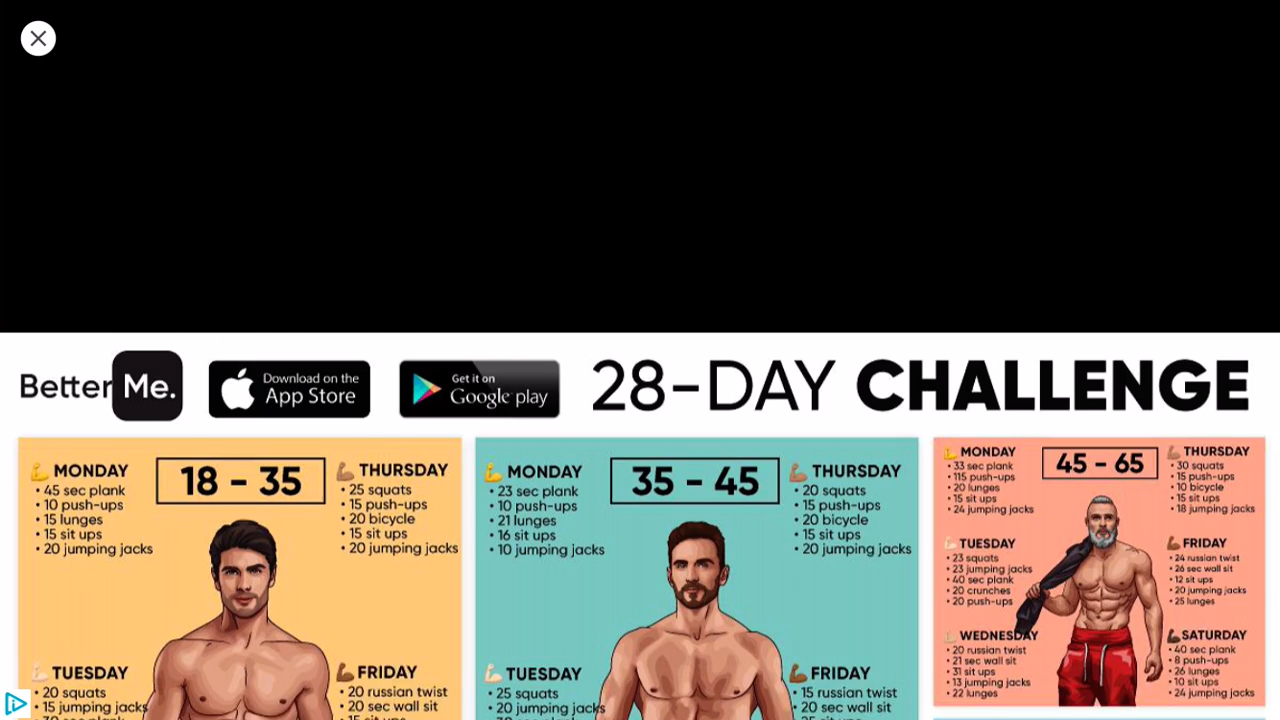 BetterMe.
Download on the
App Store
Get it on
Google play
28-DAY CHALLENGE
18 - 35
MONDAY
• 45 sec plank
• 10 push-ups
• 15 lunges
• 15 sit ups
• 20 jumping jacks
THURSDAY
• 25 squats
• 15 push-ups
• 20 bicycle
• 15 sit ups
• 20 jumping jacks
TUESDAY
• 20 squats
• 15 jumping jacks
FRIDAY
• 20 russian twist
• 20 sec wall sit
35 - 45
MONDAY
• 23 sec plank
• 10 push-ups
• 21 lunges
• 16 sit ups
• 10 jumping jacks
THURSDAY
• 20 squats
• 15 push-ups
• 20 bicycle
• 15 sit ups
• 20 jumping jacks
TUESDAY
• 25 squats
• 20 jumping jacks
FRIDAY
• 15 russian twist
• 20 sec wall sit
45 - 65
MONDAY
• 33 sec plank
• 115 push-ups
• 20 lunges
• 15 sit ups
• 24 jumping jacks
THURSDAY
• 30 squats
• 15 push-ups
• 10 bicycle
• 15 sit ups
• 18 jumping jacks
TUESDAY
• 23 squats
• 23 jumping jacks
• 40 sec plank
• 20 crunches
• 20 push-ups
FRIDAY
• 24 russian twist
• 26 sec wall sit
• 12 sit ups
• 20 jumping jacks
• 25 lunges
WEDNESDAY
• 20 russian twist
• 21 sec wall sit
• 31 sit ups
• 13 jumping jacks
• 22 lunges
SATURDAY
• 40 sec plank
• 8 push-ups
• 26 lunges
• 10 sit ups
• 24 jumping jacks